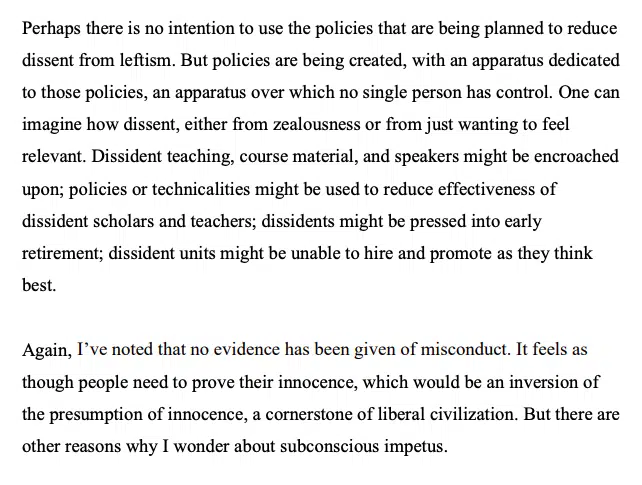 Perhaps there is no intention to use the policies that are being planned to reduce
dissent from leftism. But policies are being created, with an apparatus dedicated
to those policies, an apparatus over which no single person has control. One can
imagine how dissent, either from zealousness or from just wanting to feel
relevant. Dissident teaching, course material, and speakers might be encroached
upon; policies or technicalities might be used to reduce effectiveness of
dissident scholars and teachers; dissidents might be pressed into early
retirement; dissident units might be unable to hire and promote as they think
best.
Again, I’ve noted that no evidence has been given of misconduct. It feels as
though people need to prove their innocence, which would be an inversion of
the presumption of innocence, a cornerstone of liberal civilization. But there are
other reasons why I wonder about subconscious impetus.